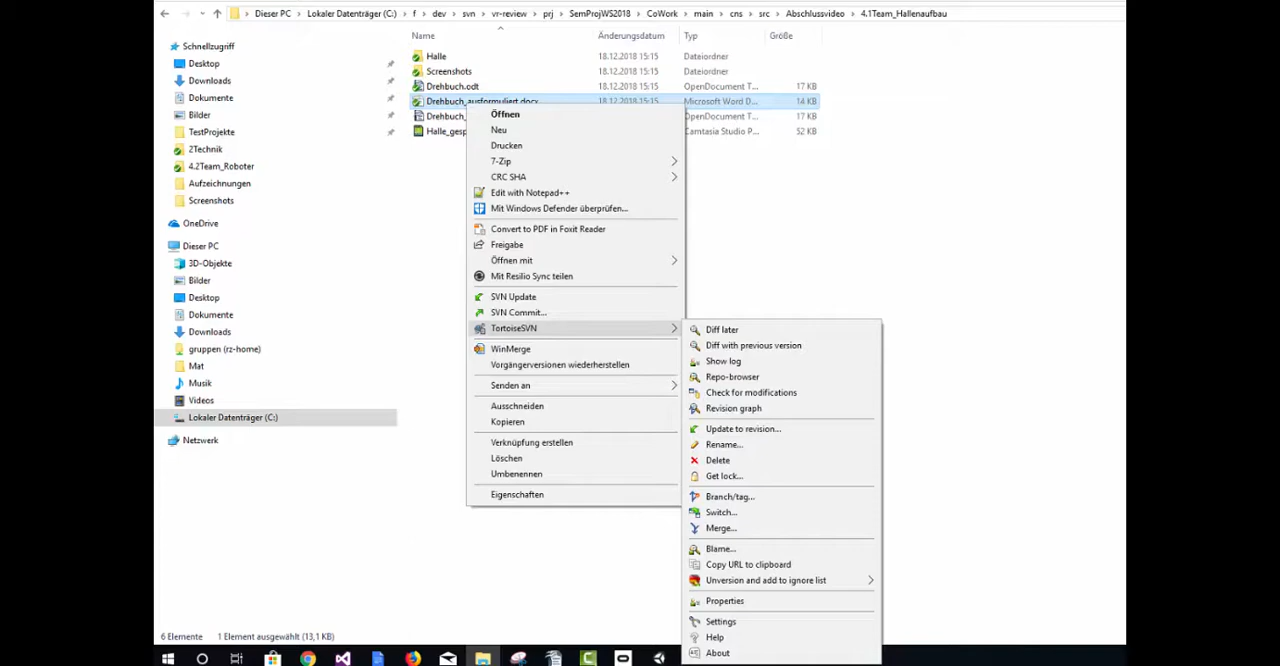 Dieser PC > Lokaler Datenträger (C:) > f > dev > svn > vr-review > prj > SemProjWS2018 > CoWork > main > cns > src > Abschlussvideo > 4.1Team_Hallenaufbau
Name Änderungsdatum Typ Größe
Schnellzugriff
Desktop
Downloads
Dokumente
Bilder
TestProjekte
2Technik
4.2Team_Roboter
Aufzeichnungen
Screenshots
OneDrive
Dieser PC
3D-Objekte
Bilder
Desktop
Dokumente
Downloads
gruppen (rz-home)
Mat
Musik
Videos
Lokaler Datenträger (C:)
Netzwerk
Halle 18.12.2018 15:15 Dateiordner
Screenshots 18.12.2018 15:15 Dateiordner
Drehbuch.odt 18.12.2018 15:15 OpenDocument T... 17 KB
Drehbuch_ausformuliert.docx 18.12.2018 15:15 Microsoft Word D... 14 KB
Drehbuch_ OpenDocument T... 17 KB
Halle_gesp Camtasia Studio P... 52 KB
Öffnen
Neu
Drucken
7-Zip
CRC SHA
Edit with Notepad++
Mit Windows Defender überprüfen...
Convert to PDF in Foxit Reader
Freigabe
Öffnen mit
Mit Resilio Sync teilen
SVN Update
SVN Commit...
TortoiseSVN
WinMerge
Vorgängerversionen wiederherstellen
Senden an
Ausschneiden
Kopieren
Verknüpfung erstellen
Löschen
Umbenennen
Eigenschaften
Diff later
Diff with previous version
Show log
Repo-browser
Check for modifications
Revision graph
Update to revision...
Rename...
Delete
Get lock...
Branch/tag...
Switch...
Merge...
Blame...
Copy URL to clipboard
Unversion and add to ignore list
Properties
Settings
Help
About
6 Elemente 1 Element ausgewählt (13,1 KB)